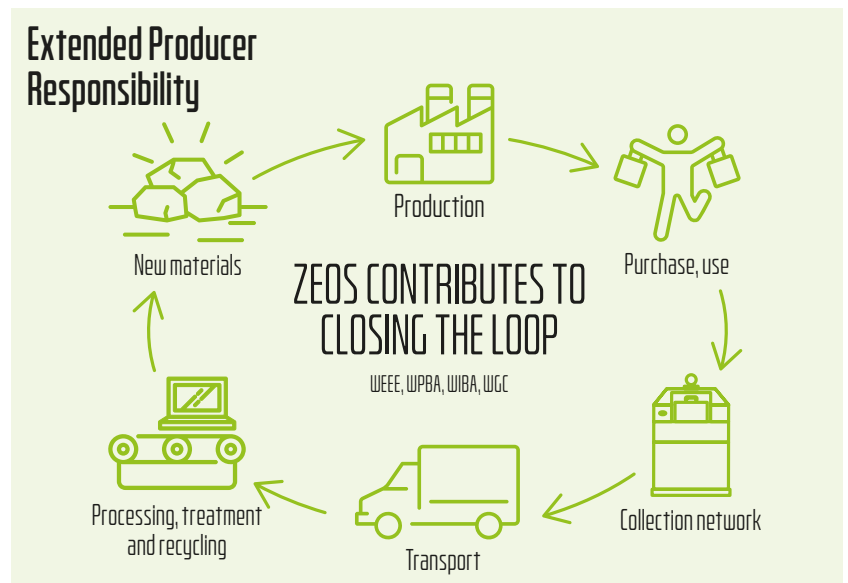 Extended Producer
Responsibility
Production
New materials
Purchase, use
ZEOS CONTRIBUTES TO
CLOSING THE LOOP
WEEE, WPBA, WIBA, WGC
Processing, treatment
and recycling
Transport
Collection network